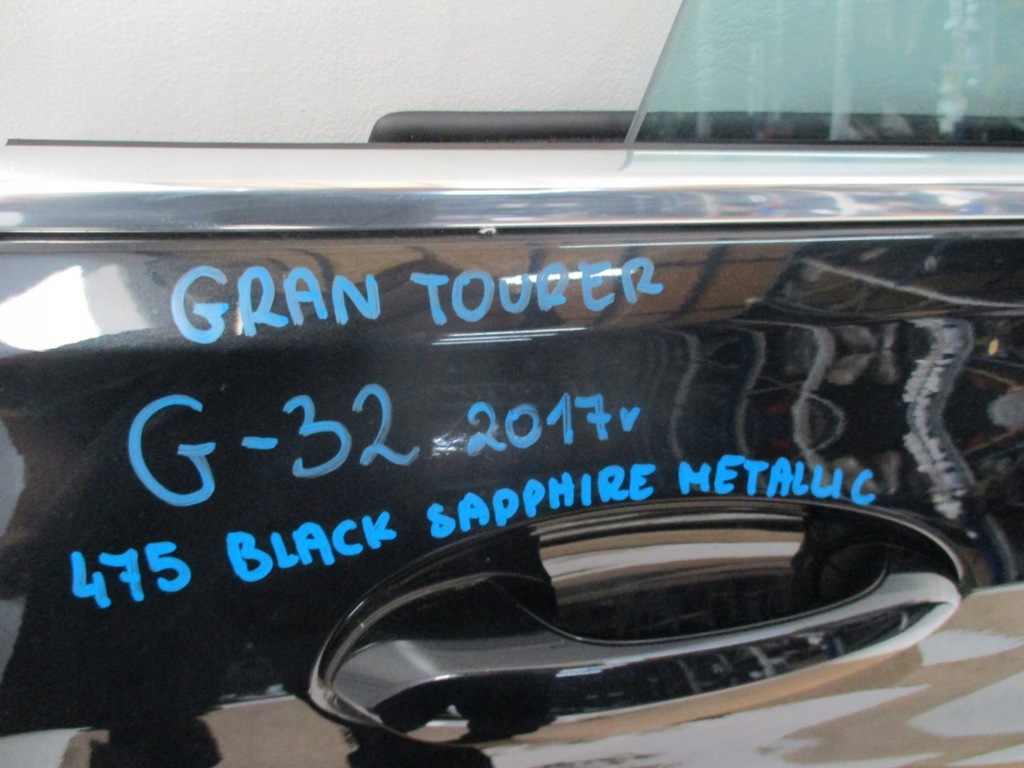 GRAN TOURER
G-32 2017r
475 BLACK SAPPHIRE METALLIC